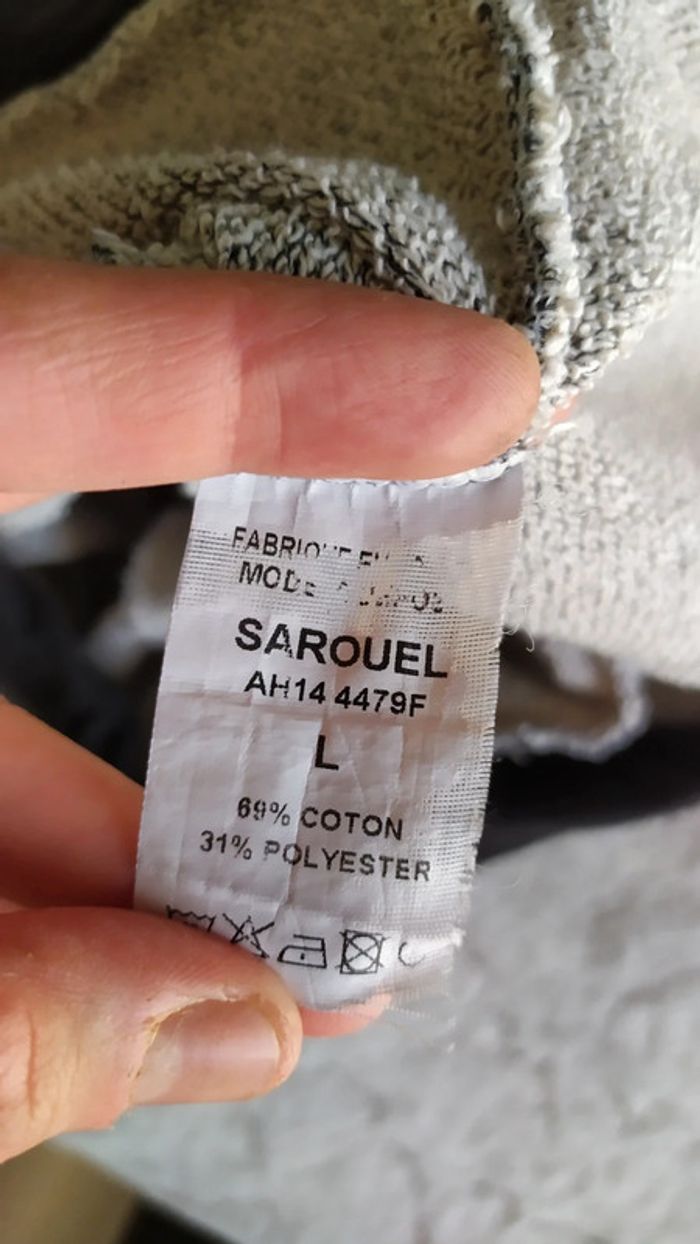 SAROUEL
AH14 4479F
L
69% COTON
31% POLYESTER